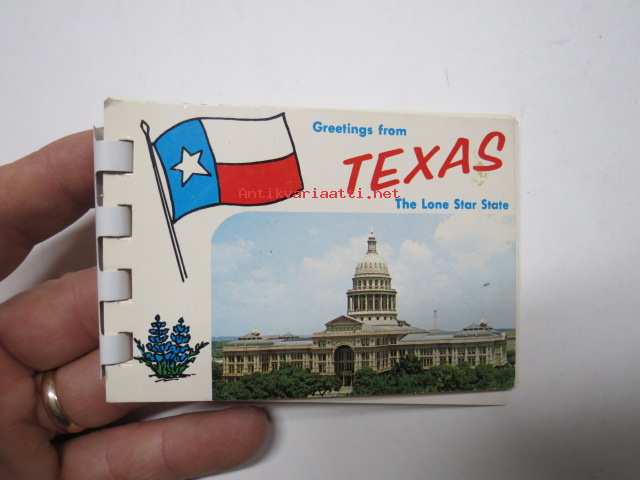 Greetings from
TEXAS
Antikvariaatti.net
The Lone Star State